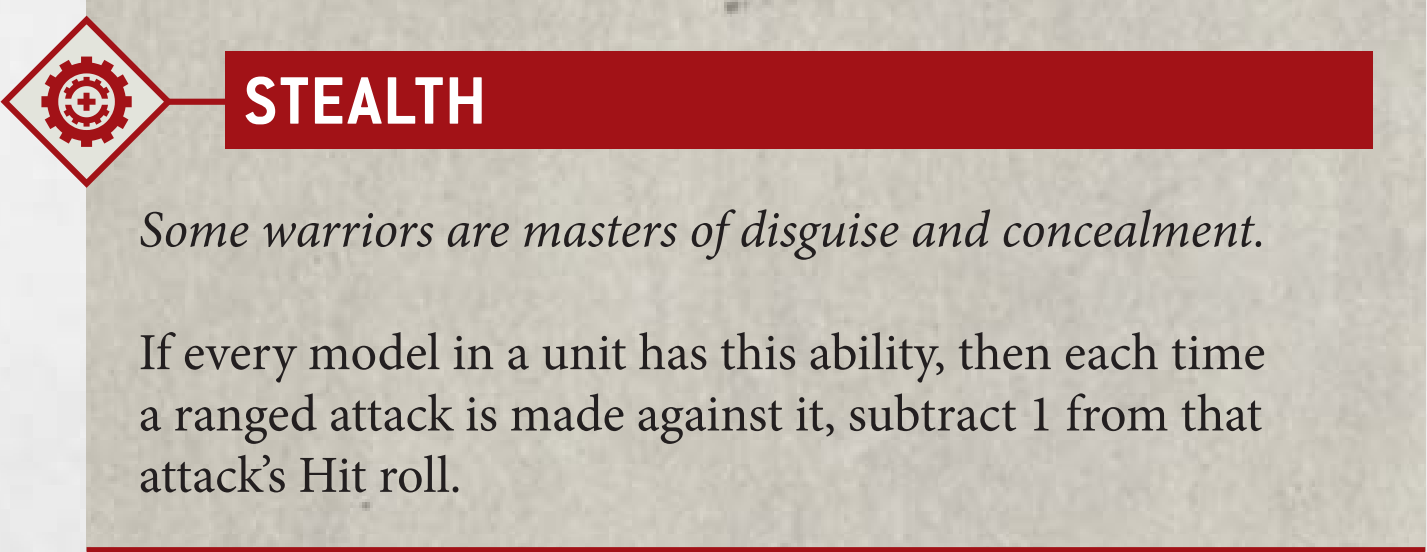 STEALTH
Some warriors are masters of disguise and concealment.
If every model in a unit has this ability, then each time
a ranged attack is made against it, subtract 1 from that
attack’s Hit roll.